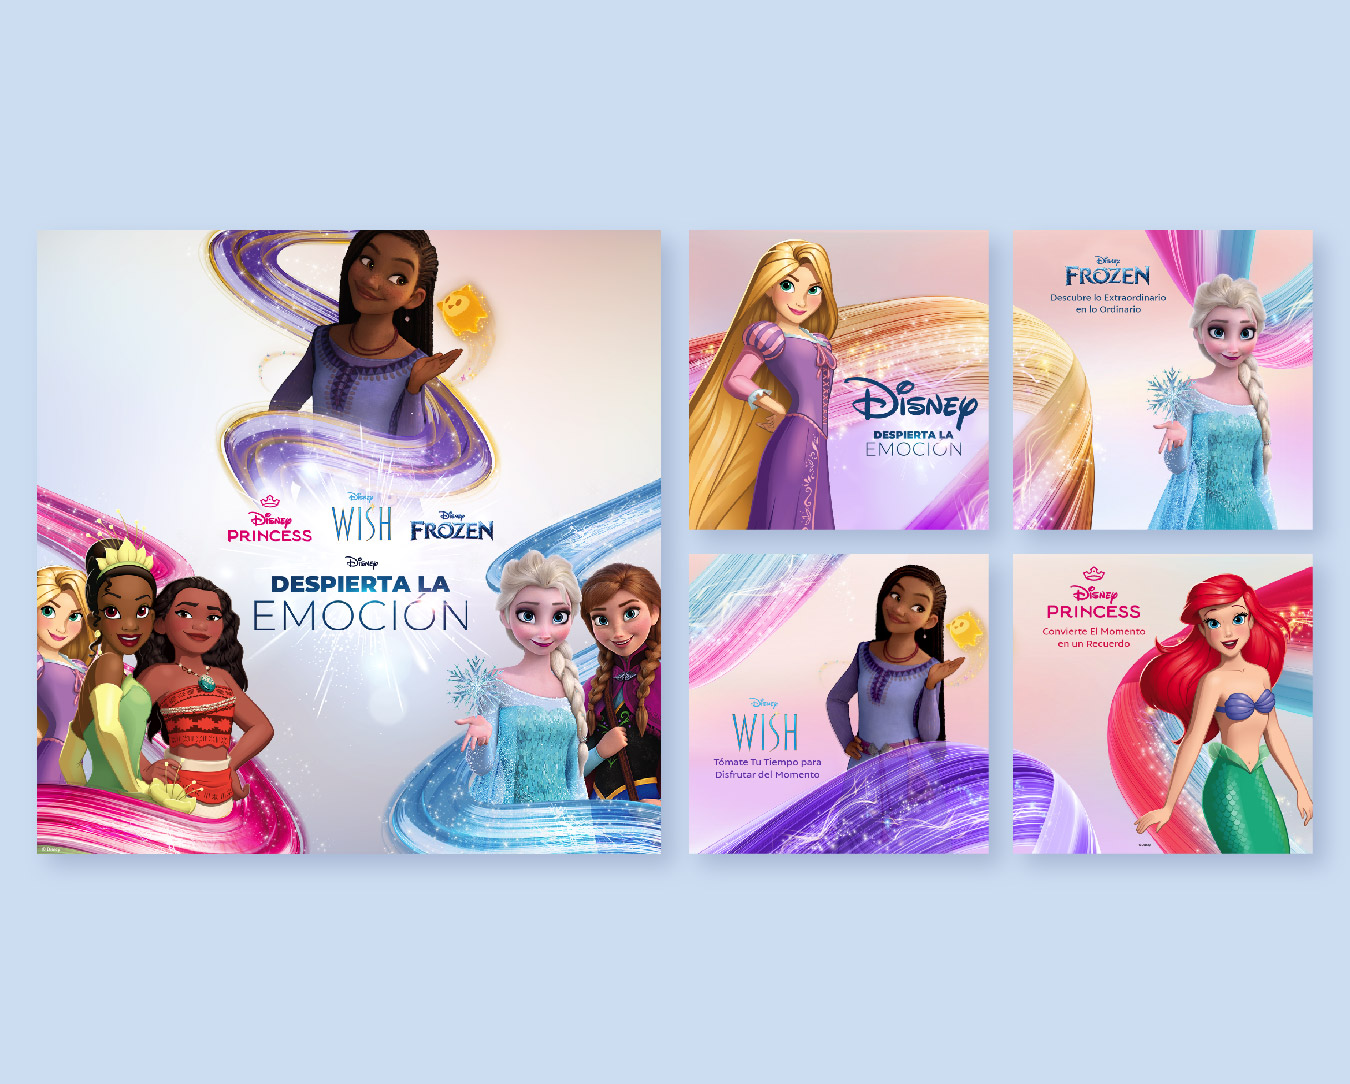 Disney
PRINCESS
Disney
WISH
Disney
FROZEN
Disney
DESPIERTA LA
EMOCIÓN
© Disney
Disney
DESPIERTA LA
EMOCIÓN
Disney
FROZEN
Descubre lo Extraordinario
en lo Ordinario
Disney
WISH
Tómate Tu Tiempo para
Disfrutar del Momento
Disney
PRINCESS
Convierte El Momento
en un Recuerdo